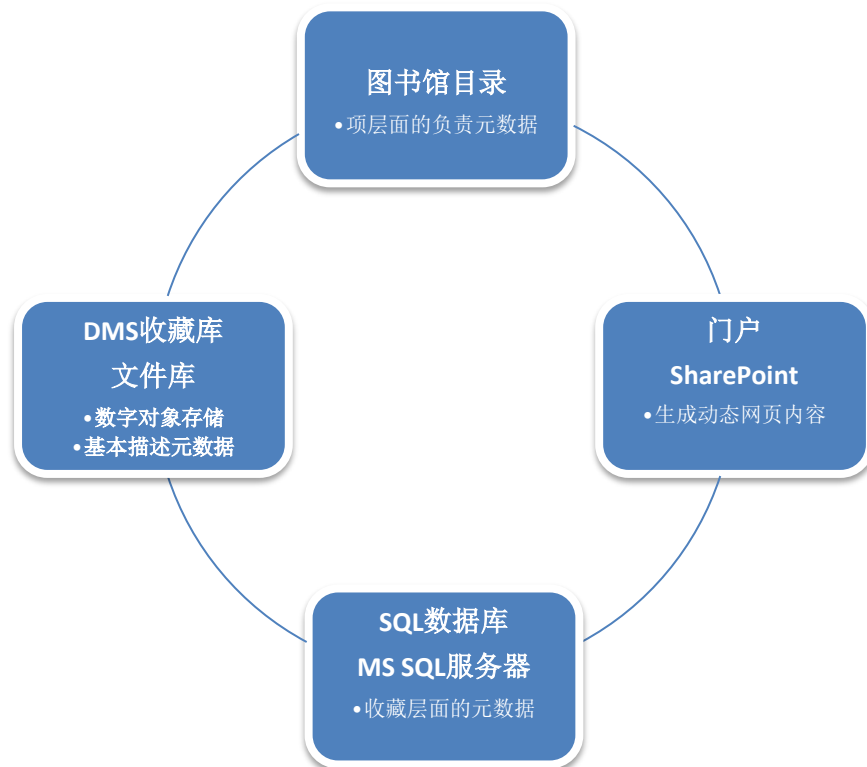 图书馆目录
•项层面的负责元数据
DMS收藏库
文件库
•数字对象存储
•基本描述元数据
门户
SharePoint
•生成动态网页内容
SQL数据库
MS SQL服务器
•收藏层面的元数据